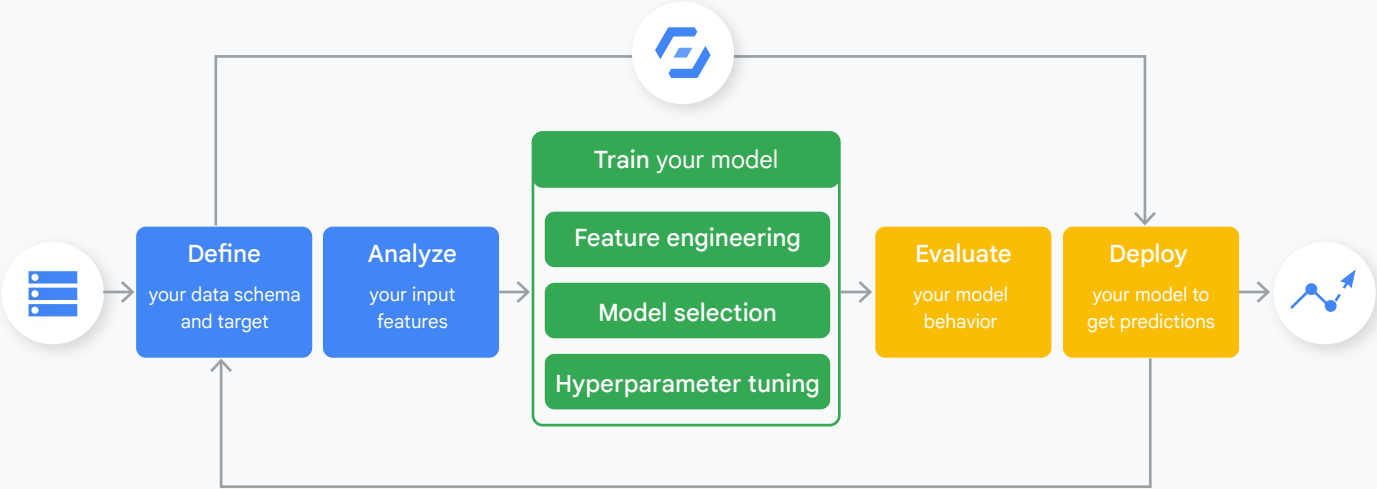 Define
your data schema
and target
Analyze
your input
features
Train your model
Feature engineering
Model selection
Hyperparameter tuning
Evaluate
your model
behavior
Deploy
your model to
get predictions